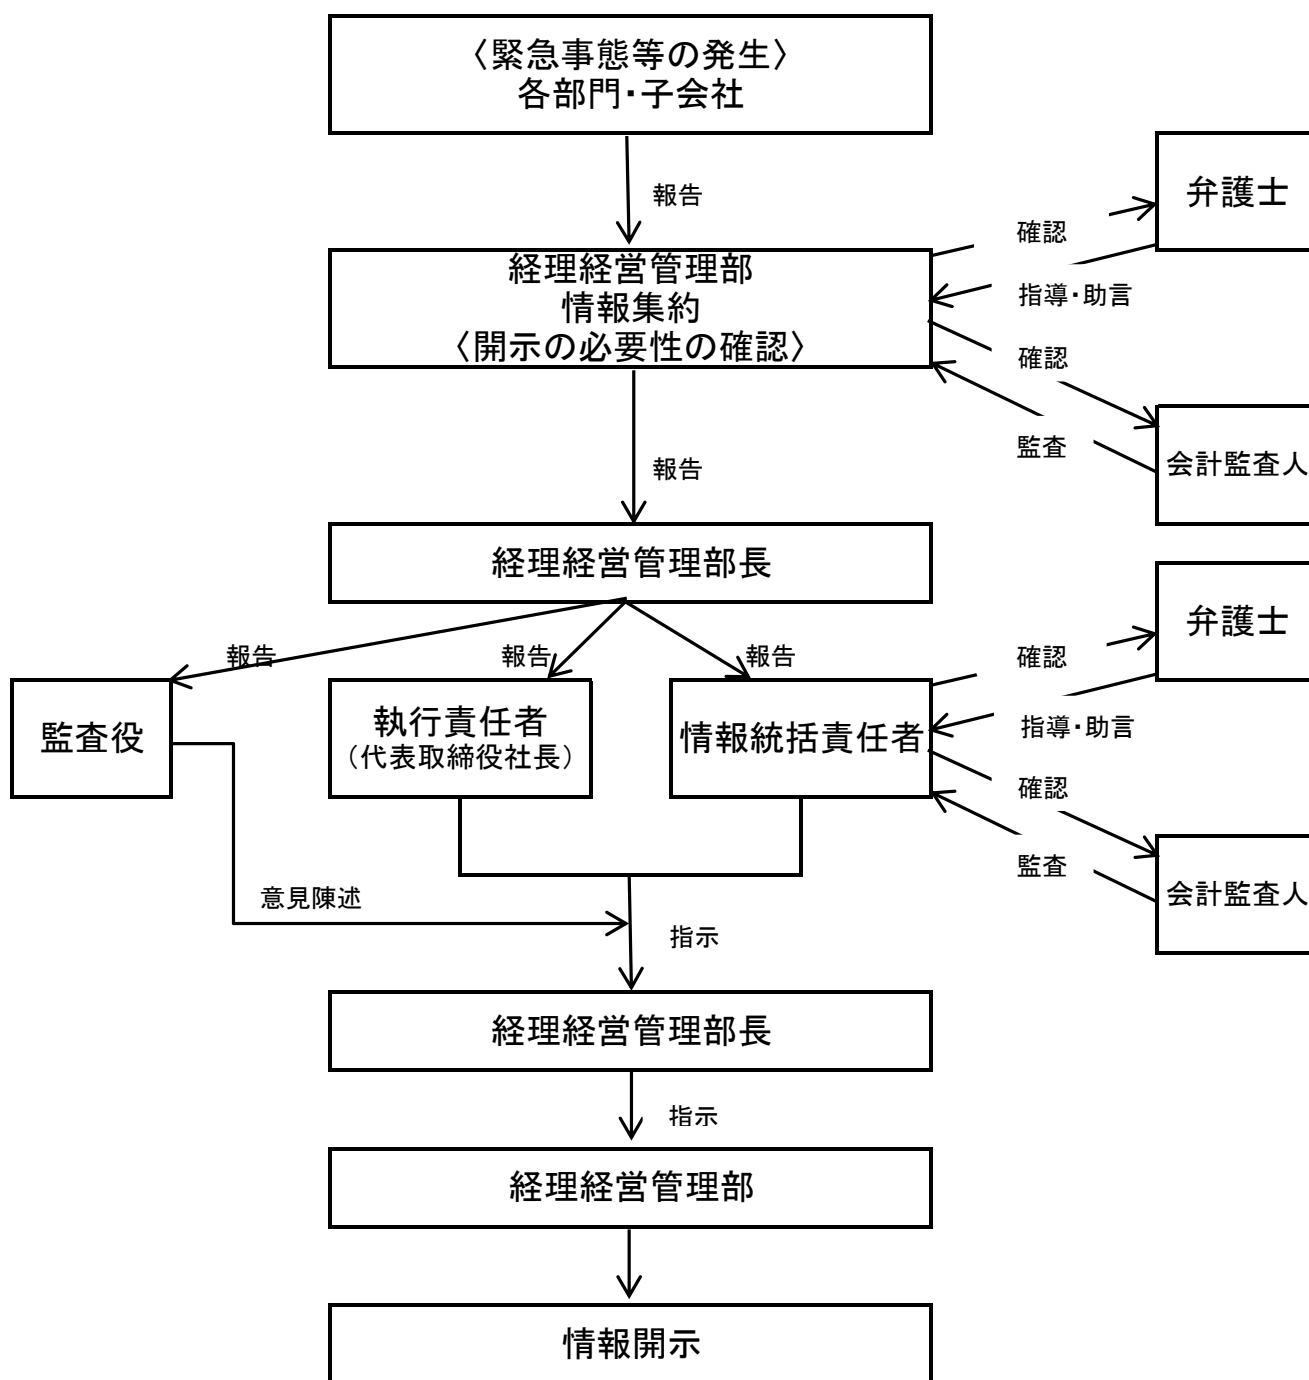 〈緊急事態等の発生〉
各部門・子会社
報告
弁護士
確認
指導・助言
経理経営管理部
情報集約
〈開示の必要性の確認〉
確認
監査
会計監査人
報告
経理経営管理部長
報告
報告
報告
弁護士
確認
指導・助言
監査役
執行責任者
（代表取締役社長）
情報統括責任者
確認
監査
会計監査人
意見陳述
指示
経理経営管理部長
指示
経理経営管理部
情報開示